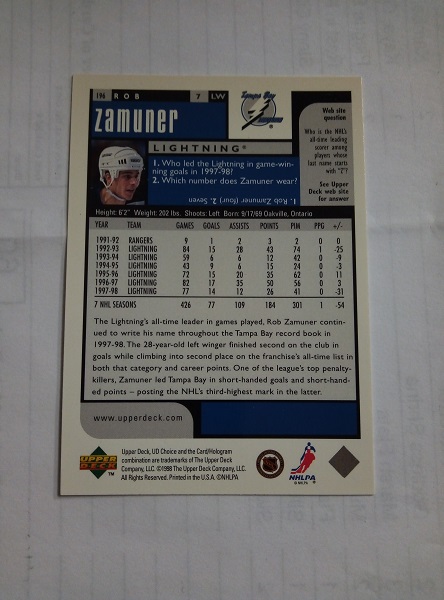 196 ROB 7 LW
zamuner
Tampa Bay
Lightning
LIGHTNING®
1. Who led the Lightning in game-win-
ning goals in 1997-98?
2. Which number does Zamuner wear?
1. Rob Zamuner (four) 2. Seven
Web site
question
Who is the NHL's
all-time leading
scorer among
players whose
last name starts
with "Z"?
See Upper
Deck web site
for answer
Height: 6'2" Weight: 202 lbs. Shoots: Left Born: 9/17/69 Oakville, Ontario
YEAR TEAM GAMES GOALS ASSISTS POINTS PIM PPG +/-
1991-92 RANGERS 9 1 2 3 2 0 0
1992-93 LIGHTNING 84 15 28 43 74 1 -25
1993-94 LIGHTNING 59 6 6 12 42 0 -9
1994-95 LIGHTNING 43 9 6 15 24 0 -3
1995-96 LIGHTNING 72 15 20 35 62 0 11
1996-97 LIGHTNING 82 17 35 50 56 0 3
1997-98 LIGHTNING 77 14 12 26 41 0 -31
7 NHL SEASONS 426 77 109 184 301 1 -54
The Lightning's all-time leader in games played, Rob Zamuner contin-
ued to write his name throughout the Tampa Bay record book in
1997-98. The 28-year-old left winger finished second on the club in
goals while climbing into second place on the franchise's all-time list in
both that category and career points. One of the league's top penalty-
killers, Zamuner led Tampa Bay in short-handed goals and short-hand-
ed points – posting the NHL's third-highest mark in the latter.
www.upperdeck.com
UPPER
DECK
™
Upper Deck, UD Choice and the Card/Hologram
combination are trademarks of The Upper Deck
Company, LLC. ©1998 The Upper Deck Company, LLC.
All Rights Reserved. Printed in the U.S.A. ©NHLPA
NHLPA